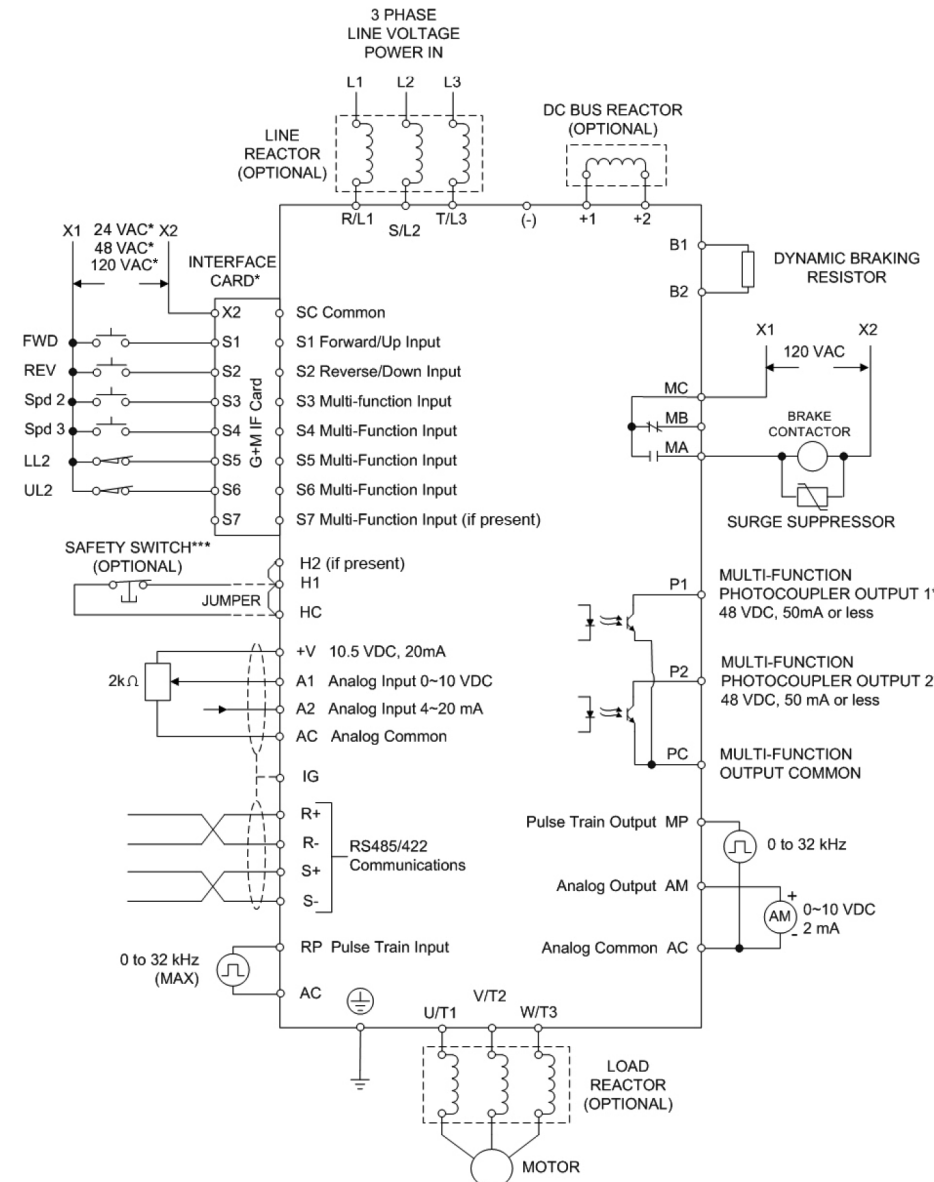 3 PHASE
LINE VOLTAGE
POWER IN
L1 L2 L3
LINE
REACTOR
(OPTIONAL)
DC BUS REACTOR
(OPTIONAL)
R/L1 S/L2 T/L3 (-) +1 +2
X1 24 VAC* X2
48 VAC*
120 VAC*
INTERFACE
CARD*
G+M IF Card
X2 SC Common
FWD S1 S1 Forward/Up Input
REV S2 S2 Reverse/Down Input
Spd 2 S3 S3 Multi-function Input
Spd 3 S4 S4 Multi-Function Input
LL2 S5 S5 Multi-Function Input
UL2 S6 S6 Multi-Function Input
S7 S7 Multi-Function Input (if present)
SAFETY SWITCH***
(OPTIONAL)
JUMPER
H2 (if present)
H1
HC
2kΩ
+V 10.5 VDC, 20mA
A1 Analog Input 0~10 VDC
A2 Analog Input 4~20 mA
AC Analog Common
IG
R+
R-
S+
S-
RS485/422
Communications
0 to 32 kHz
(MAX)
RP Pulse Train Input
AC
B1
B2
DYNAMIC BRAKING
RESISTOR
X1 X2
120 VAC
MC
MB
MA
BRAKE
CONTACTOR
SURGE SUPPRESSOR
P1
MULTI-FUNCTION
PHOTOCOUPLER OUTPUT 1
48 VDC, 50mA or less
P2
MULTI-FUNCTION
PHOTOCOUPLER OUTPUT 2
48 VDC, 50 mA or less
PC
MULTI-FUNCTION
OUTPUT COMMON
Pulse Train Output MP
0 to 32 kHz
Analog Output AM
AM
+
-
0~10 VDC
2 mA
Analog Common AC
U/T1 V/T2 W/T3
LOAD
REACTOR
(OPTIONAL)
MOTOR